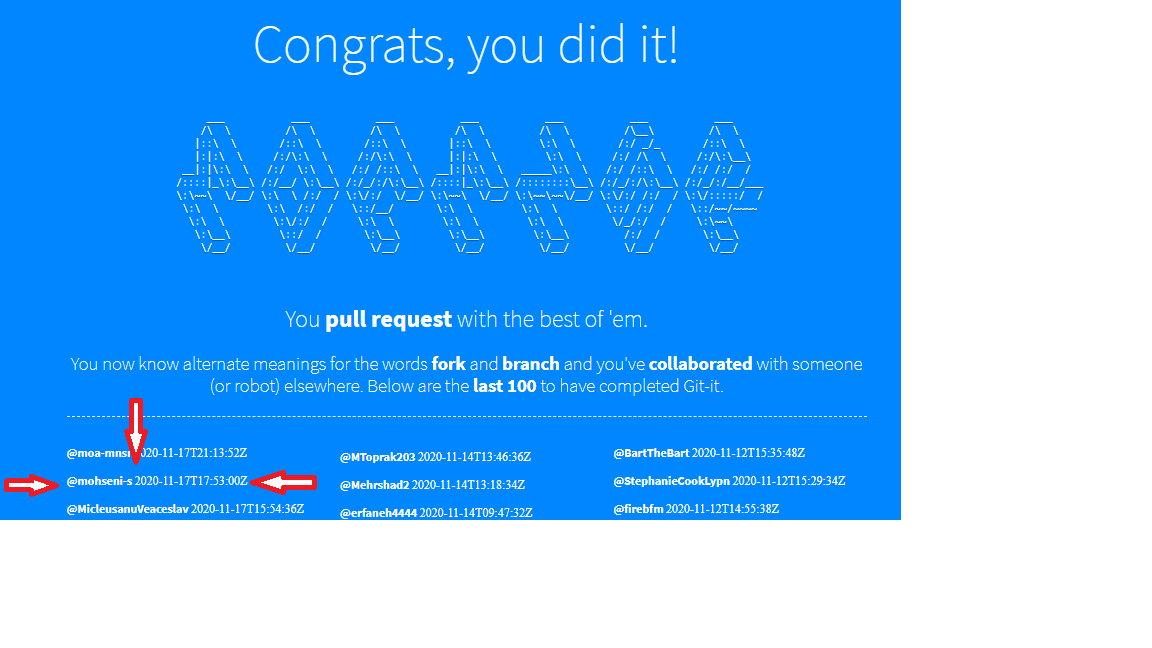 Congrats, you did it!
You pull request with the best of 'em.
You now know alternate meanings for the words fork and branch and you've collaborated with someone
(or robot) elsewhere. Below are the last 100 to have completed Git-it.
@moa-mnsr 2020-11-17T21:13:52Z
@mohseni-s 2020-11-17T17:53:00Z
@MicleusanuVeaceslav 2020-11-17T15:54:36Z
@MToprak203 2020-11-14T13:46:36Z
@Mehrshad2 2020-11-14T13:18:34Z
@erfaneh4444 2020-11-14T09:47:32Z
@BartTheBart 2020-11-12T15:35:48Z
@StephanieCookLypn 2020-11-12T15:29:34Z
@firebfm 2020-11-12T14:55:38Z